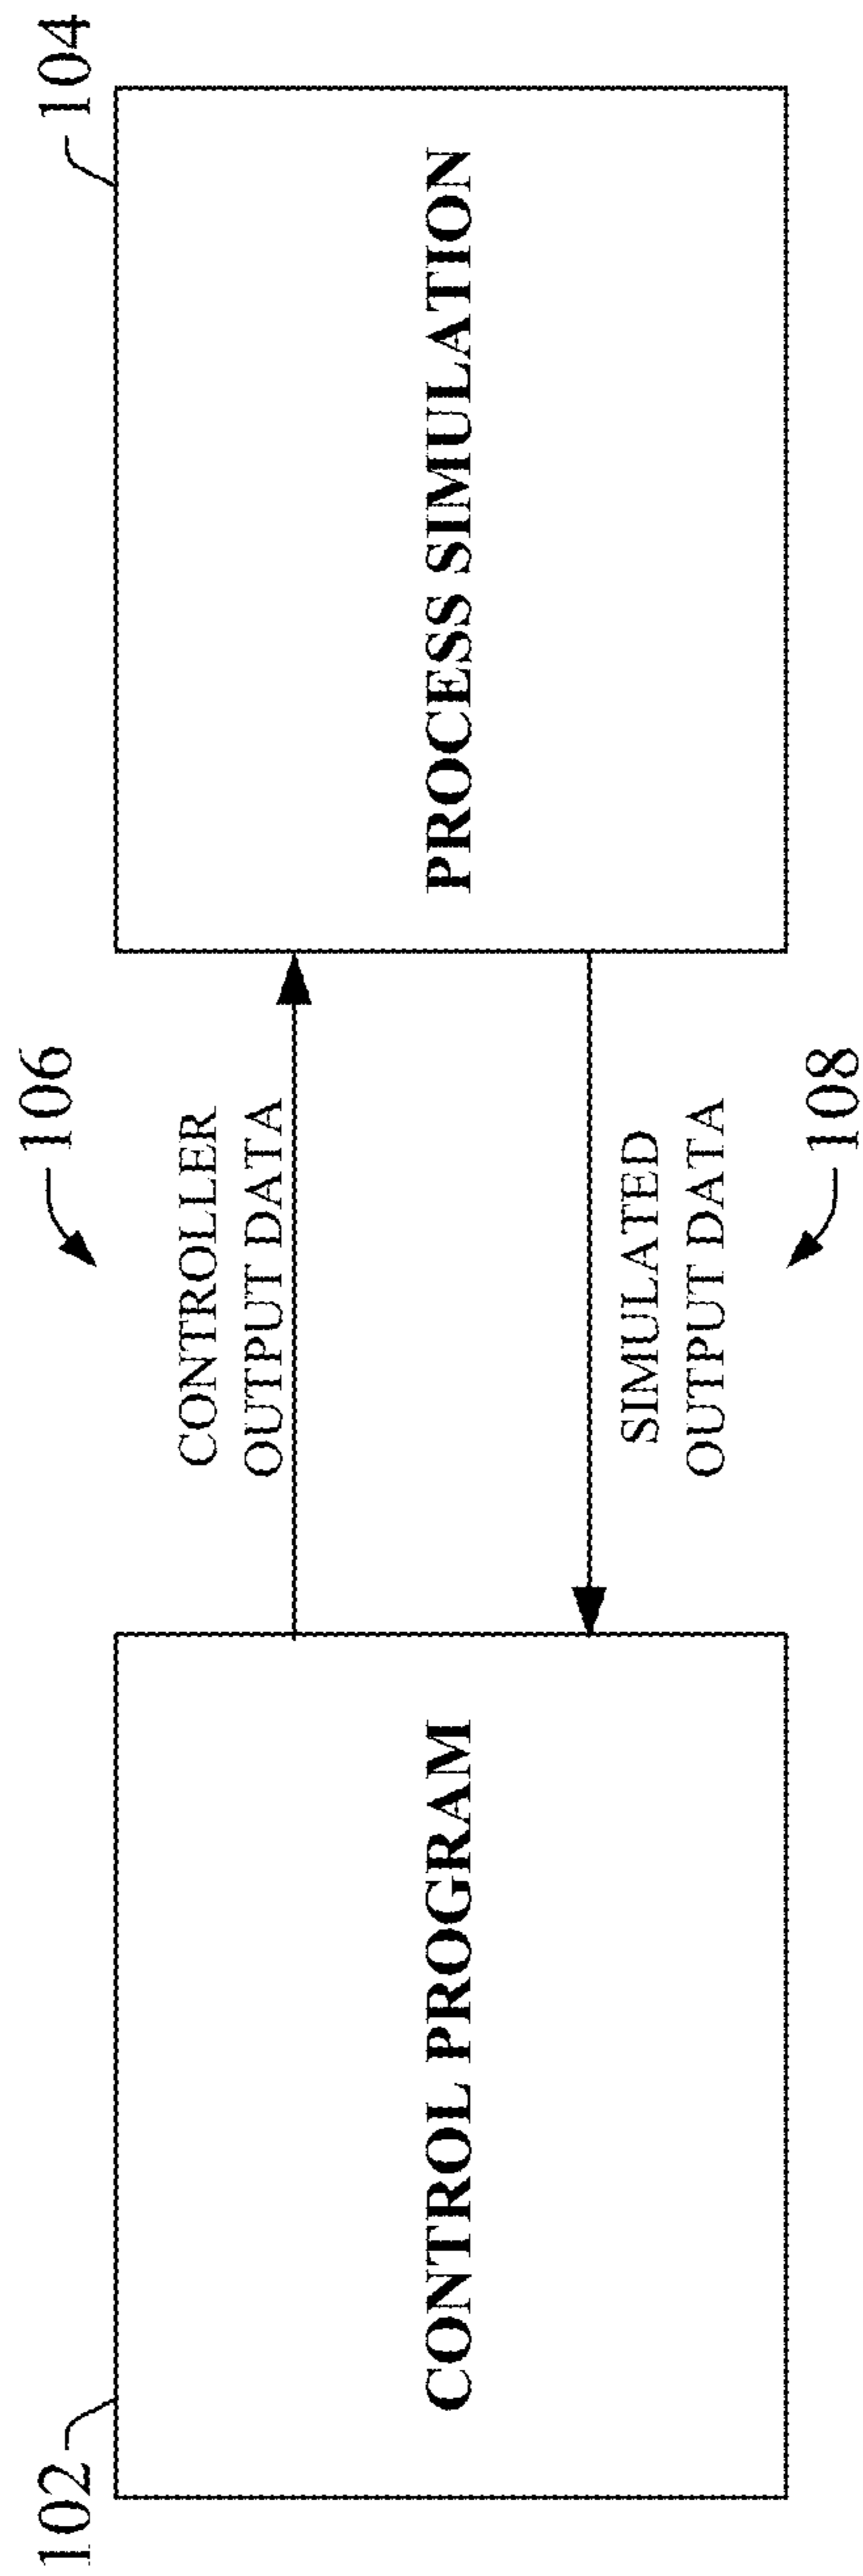 106
CONTROLLER
OUTPUT DATA
102
CONTROL PROGRAM
104
PROCESS SIMULATION
SIMULATED
OUTPUT DATA
108